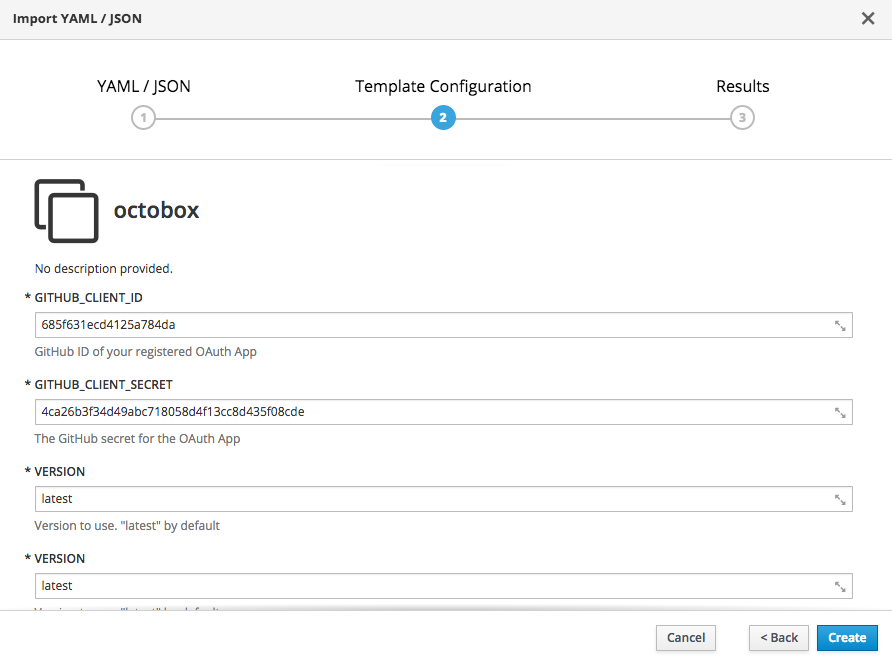 Import YAML / JSON
YAML / JSON
Template Configuration
Results
1
2
3
octobox
No description provided.
* GITHUB_CLIENT_ID
685f631ecd4125a784da
GitHub ID of your registered OAuth App
* GITHUB_CLIENT_SECRET
4ca26b3f34d49abc718058d4f13cc8d435f08cde
The GitHub secret for the OAuth App
* VERSION
latest
Version to use. "latest" by default
* VERSION
latest
Cancel
< Back
Create